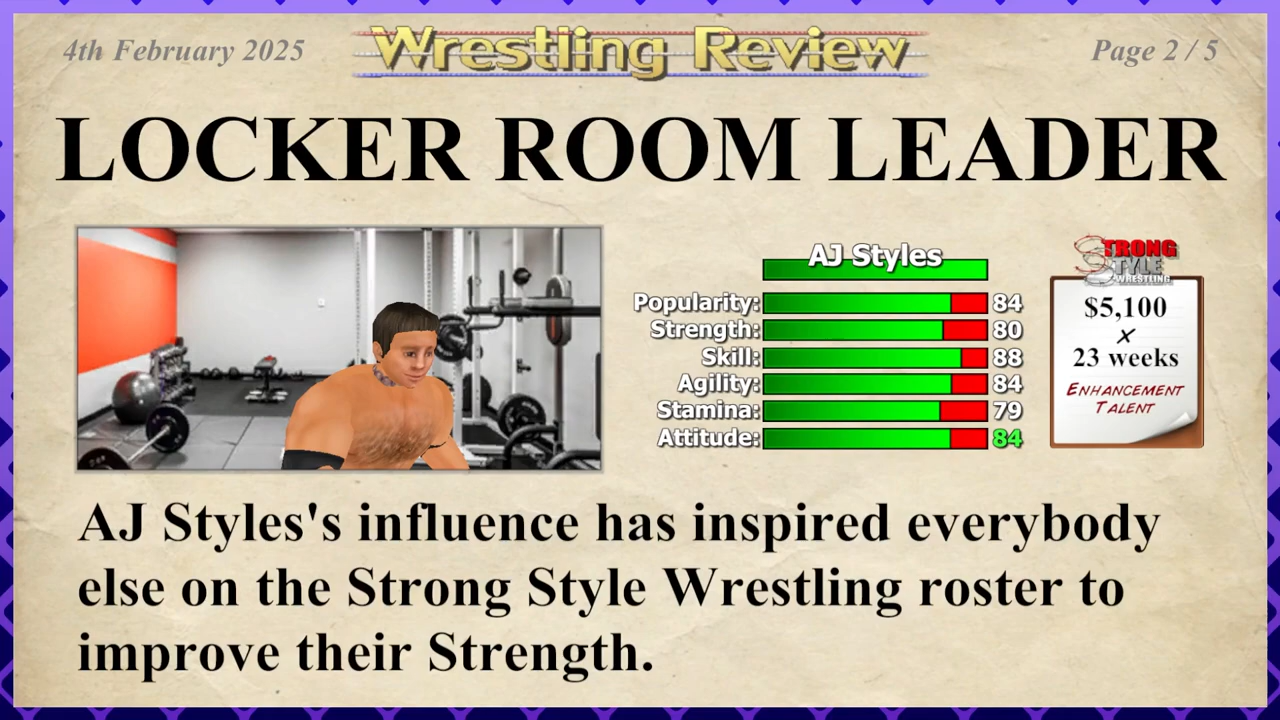 4th February 2025
Wrestling Review
Page 2 / 5
LOCKER ROOM LEADER
AJ Styles
Popularity: 84
Strength: 80
Skill: 88
Agility: 84
Stamina: 79
Attitude: 84
STRONG
STYLE
WRESTLING
$5,100
x
23 weeks
ENHANCEMENT
TALENT
AJ Styles's influence has inspired everybody
else on the Strong Style Wrestling roster to
improve their Strength.